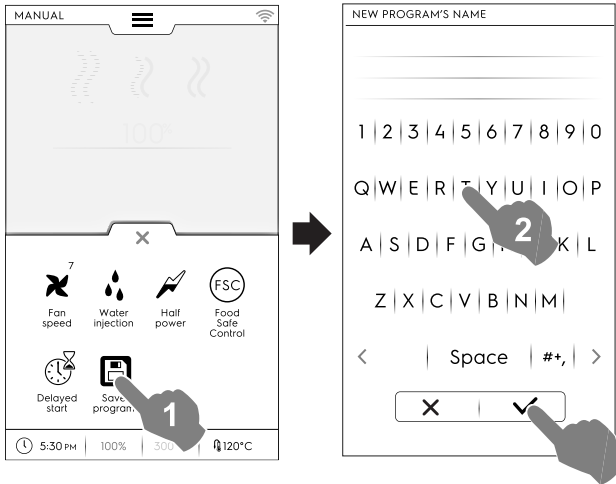 MANUAL
100%
7
Fan
speed
Water
injection
Half
power
FSC
Food
Safe
Control
Delayed
start
Save
program
1
5:30 PM 100% 300 120°C
NEW PROGRAM'S NAME
1 2 3 4 5 6 7 8 9 0
Q W E R T Y U I O P
A S D F G K L
2
Z X C V B N M
< Space #+, >